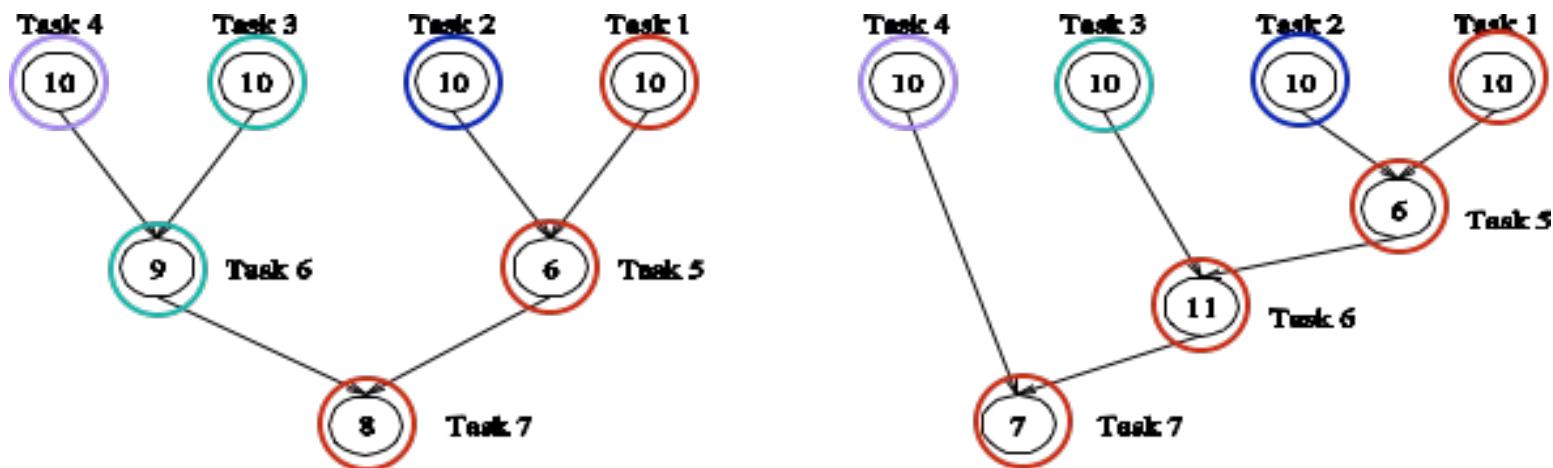 Task 4 Task 3 Task 2 Task 1
10 10 10 10
9 Task 6 6 Task 5
8 Task 7
Task 4 Task 3 Task 2 Task 1
10 10 10 10
6 Task 5
11 Task 6
7 Task 7